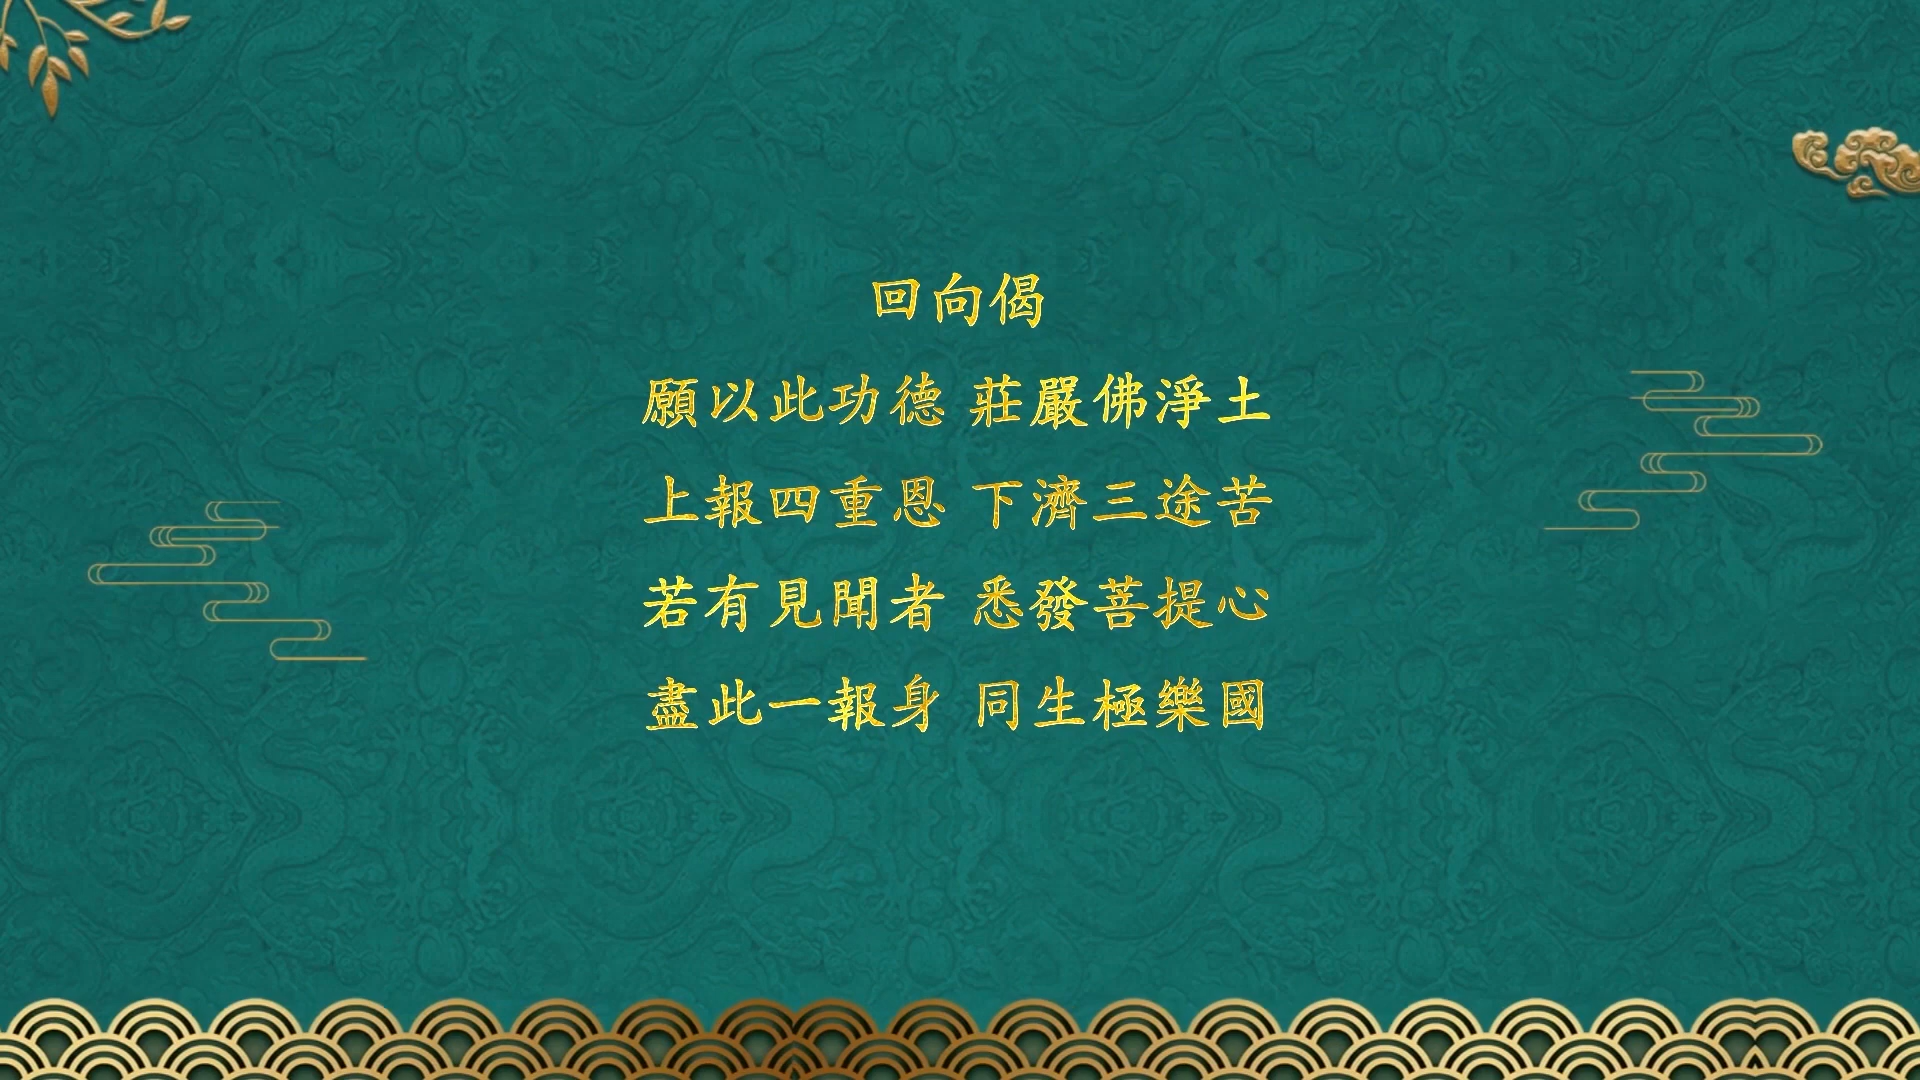 回向偈
願以此功德 莊嚴佛淨土
上報四重恩 下濟三途苦
若有見聞者 悉發菩提心
盡此一報身 同生極樂國